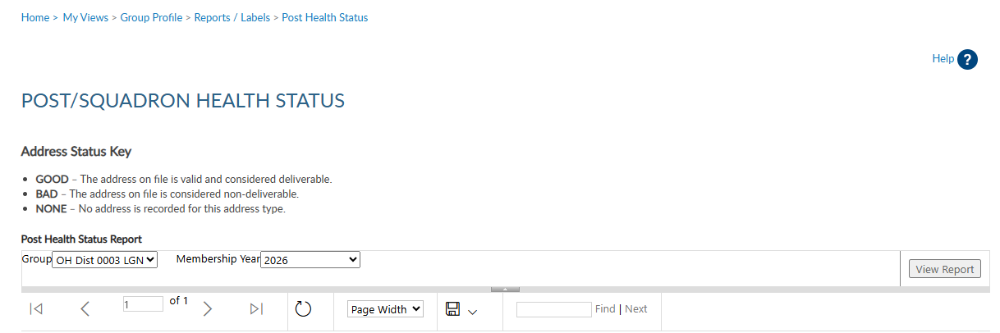 Home > My Views > Group Profile > Reports / Labels > Post Health Status
Help ?
POST/SQUADRON HEALTH STATUS
Address Status Key
• GOOD – The address on file is valid and considered deliverable.
• BAD – The address on file is considered non-deliverable.
• NONE – No address is recorded for this address type.
Post Health Status Report
Group OH Dist 0003 LGN Membership Year 2026
View Report
1 of 1 Page Width Find | Next